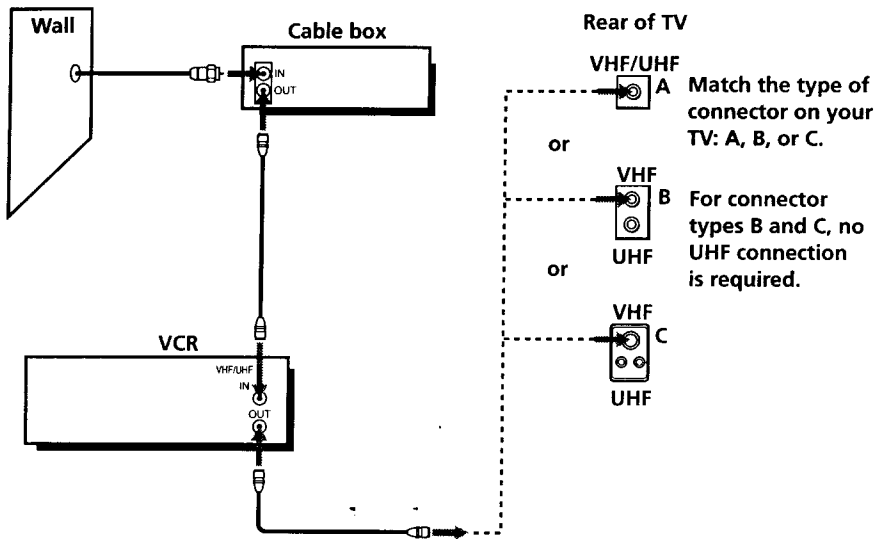 Wall
Cable box
IN
OUT
VCR
VHF/UHF
IN
OUT
Rear of TV
VHF/UHF
A
Match the type of
connector on your
TV: A, B, or C.
or
VHF
B
UHF
For connector
types B and C, no
UHF connection
is required.
or
VHF
C
UHF